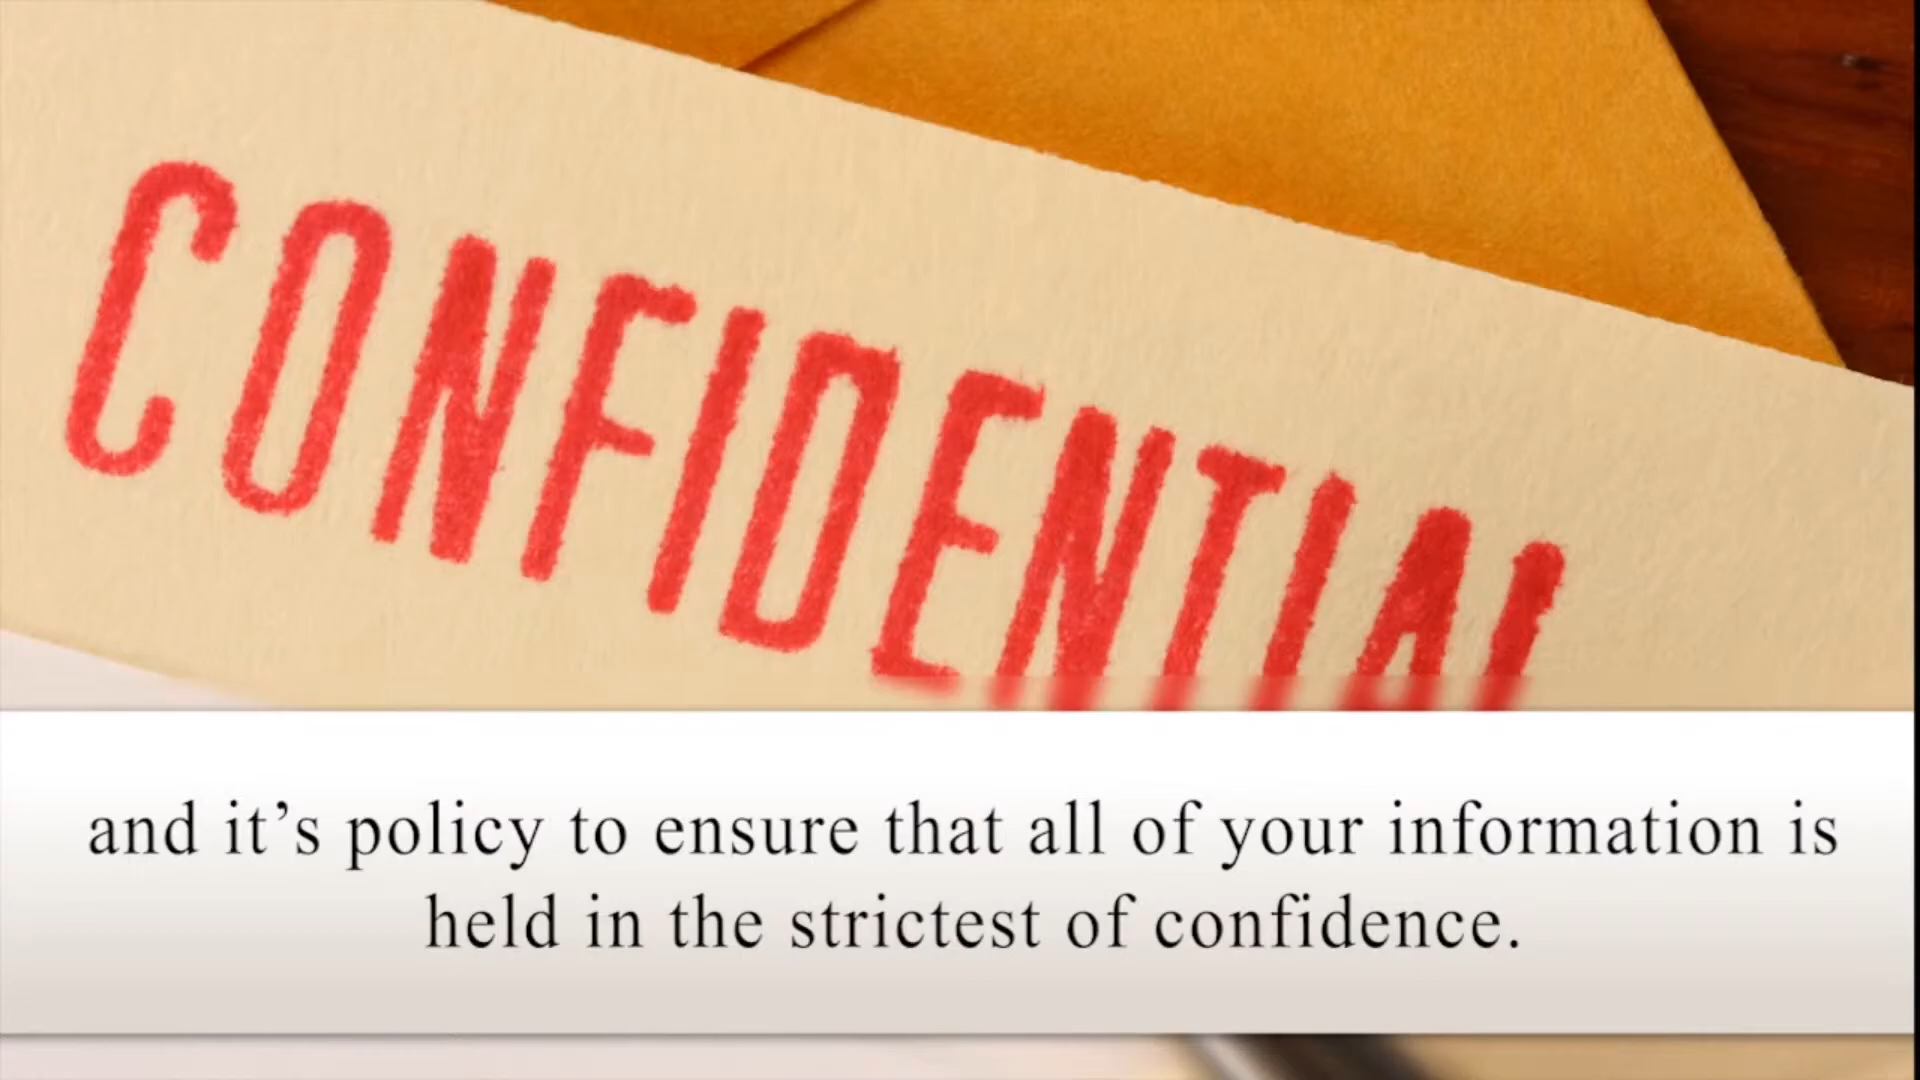 CONFIDENTIAL
and it’s policy to ensure that all of your information is
held in the strictest of confidence.